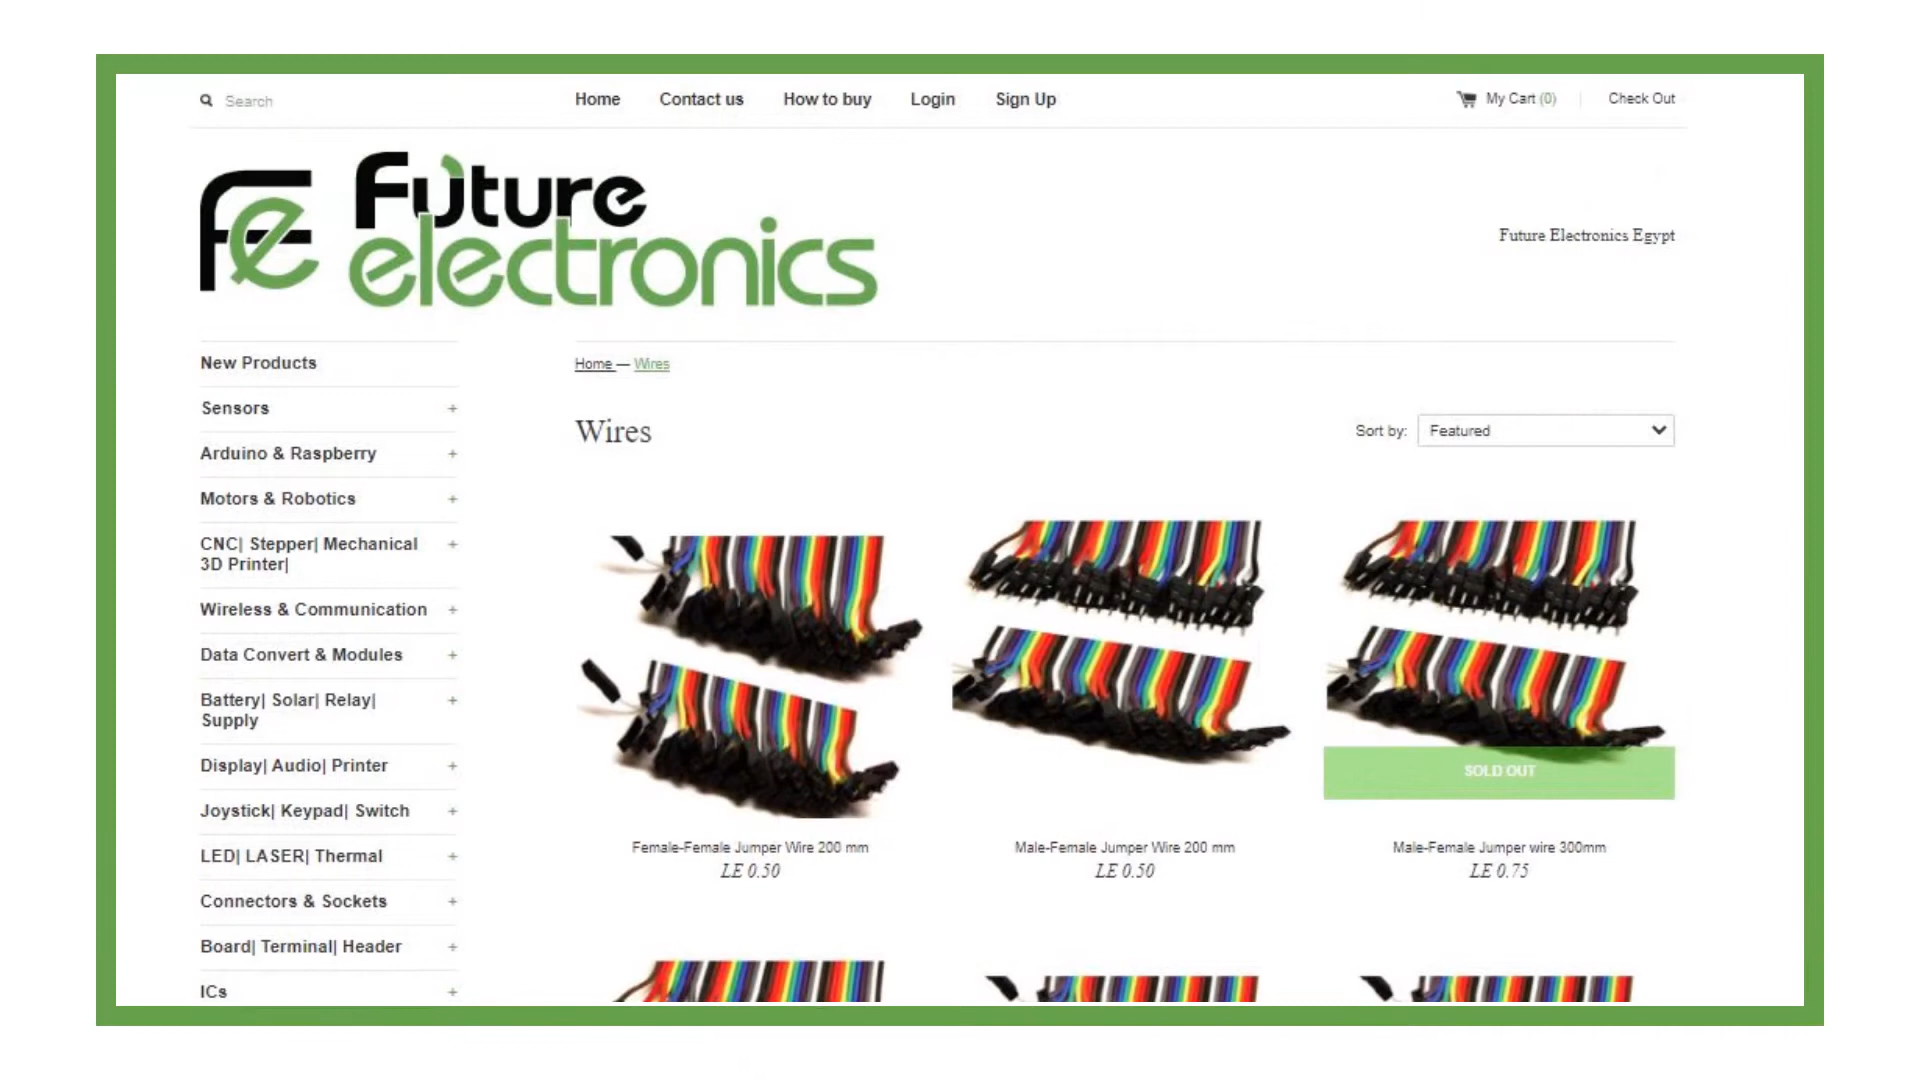 Search
Home Contact us How to buy Login Sign Up
My Cart (0) Check Out
Fe Future
electronics
Future Electronics Egypt
New Products
Sensors +
Arduino & Raspberry +
Motors & Robotics +
CNC| Stepper| Mechanical +
3D Printer|
Wireless & Communication +
Data Convert & Modules +
Battery| Solar| Relay| +
Supply
Display| Audio| Printer +
Joystick| Keypad| Switch +
LED| LASER| Thermal +
Connectors & Sockets +
Board| Terminal| Header +
ICs +
Home — Wires
Wires
Sort by: Featured
SOLD OUT
Female-Female Jumper Wire 200 mm
LE 0.50
Male-Female Jumper Wire 200 mm
LE 0.50
Male-Female Jumper wire 300mm
LE 0.75